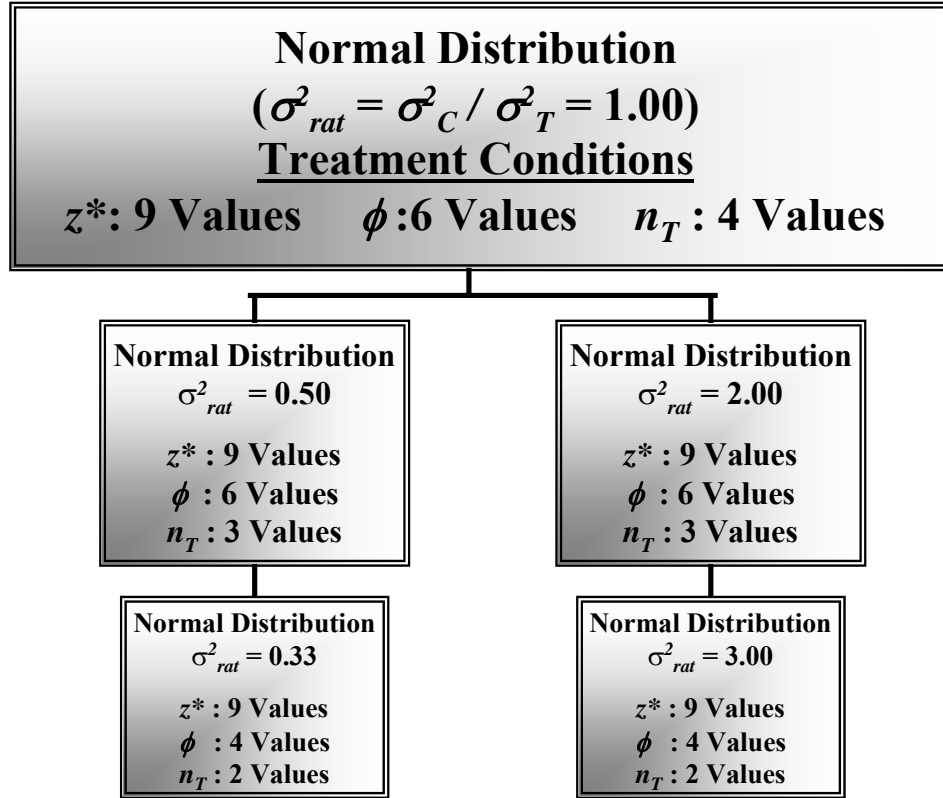 Normal Distribution
(σ²rat = σ²C / σ²T = 1.00)
Treatment Conditions
z*: 9 Values ϕ :6 Values nT : 4 Values
Normal Distribution
σ²rat = 0.50
z* : 9 Values
ϕ : 6 Values
nT : 3 Values
Normal Distribution
σ²rat = 2.00
z* : 9 Values
ϕ : 6 Values
nT : 3 Values
Normal Distribution
σ²rat = 0.33
z* : 9 Values
ϕ : 4 Values
nT : 2 Values
Normal Distribution
σ²rat = 3.00
z* : 9 Values
ϕ : 4 Values
nT : 2 Values